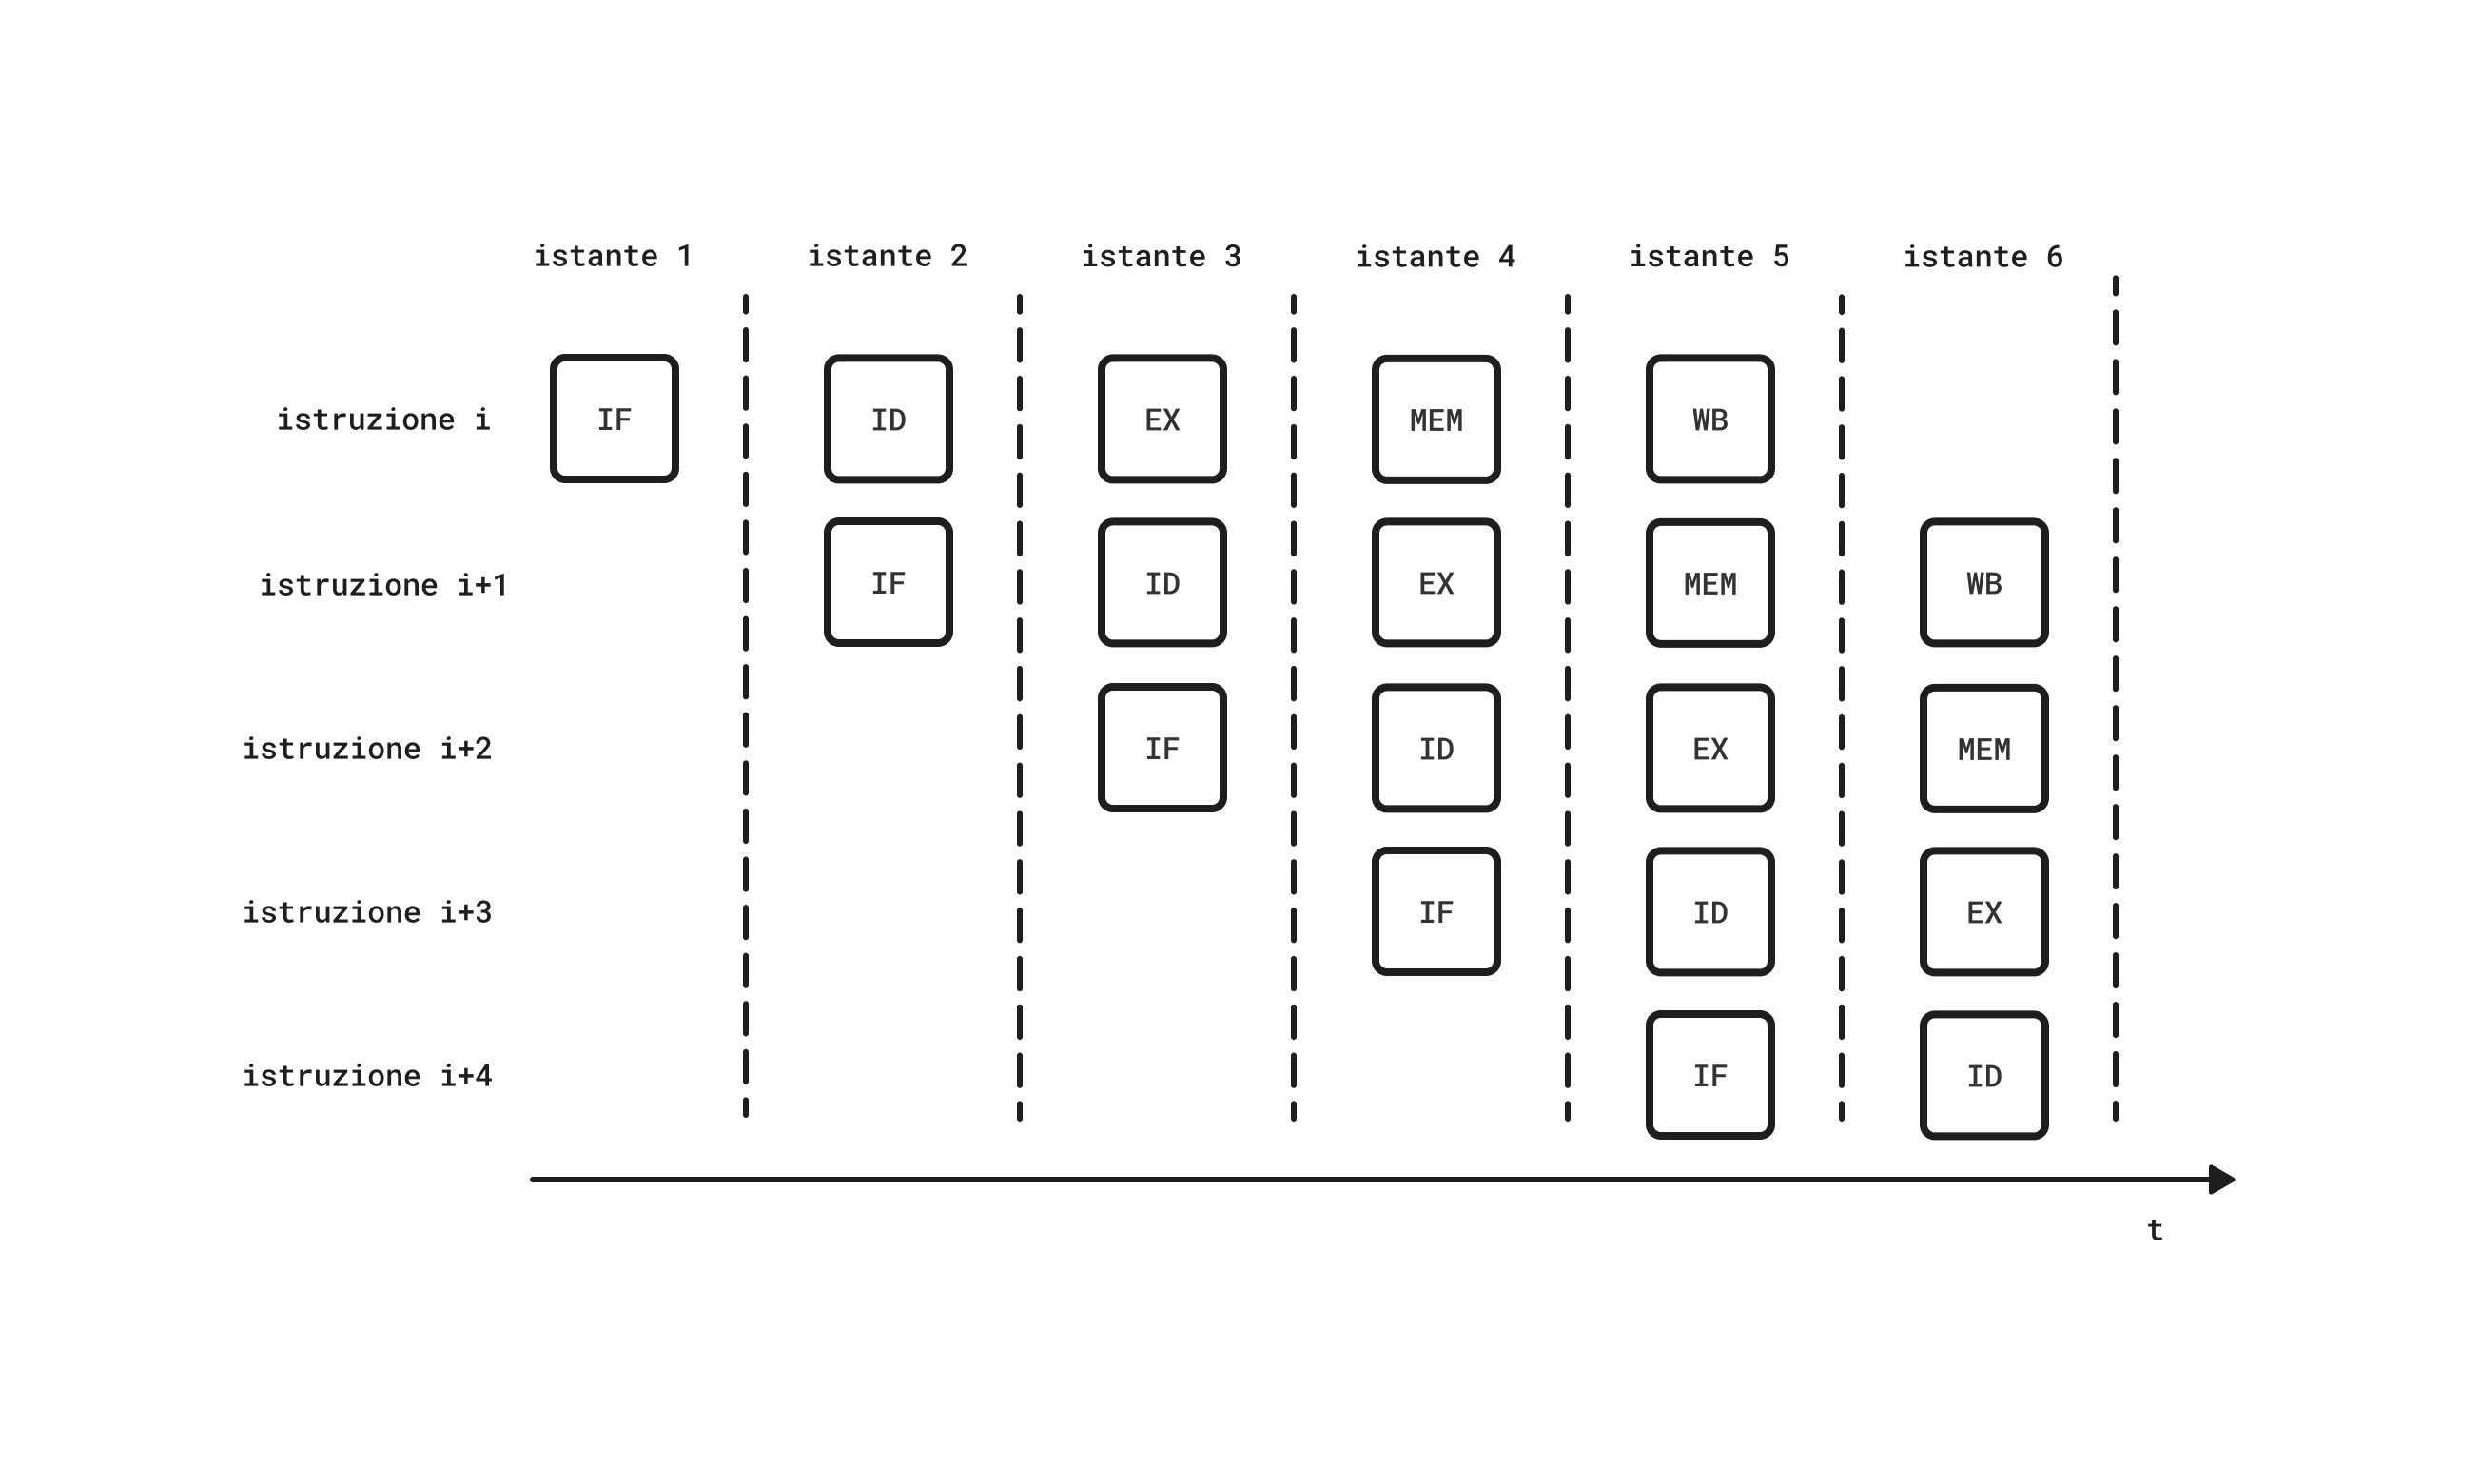 istante 1 istante 2 istante 3 istante 4 istante 5 istante 6
istruzione i IF ID EX MEM WB
istruzione i+1 IF ID EX MEM WB
istruzione i+2 IF ID EX MEM
istruzione i+3 IF ID EX
istruzione i+4 IF ID
t